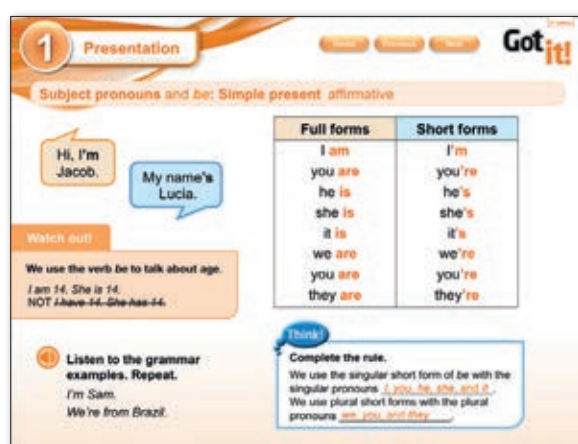 1 Presentation
Home Previous Next
Got it!
Subject pronouns and be: Simple present affirmative
Hi, I'm
Jacob.
My name's
Lucia.
Full forms Short forms
I am I'm
you are you're
he is he's
she is she's
it is it's
we are we're
you are you're
they are they're
Watch out!
We use the verb be to talk about age.
I am 14. She is 14.
NOT I have 14. She has 14.
Listen to the grammar
examples. Repeat.
I'm Sam.
We're from Brazil.
Think!
Complete the rule.
We use the singular short form of be with the
singular pronouns I, you, he, she, and it.
We use plural short forms with the plural
pronouns we, you, and they.